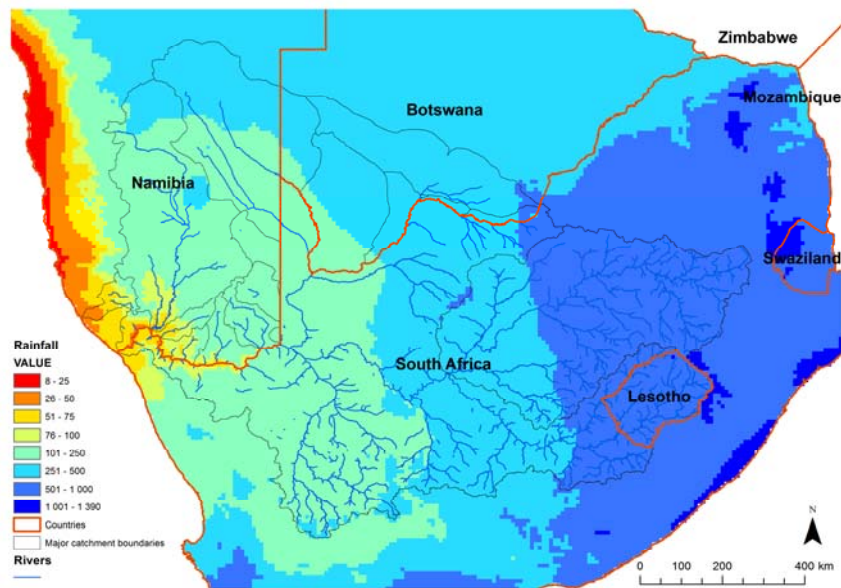 Zimbabwe
Mozambique
Botswana
Namibia
Swaziland
South Africa
Lesotho
Rainfall
VALUE
8 - 25
26 - 50
51 - 75
76 - 100
101 - 250
251 - 500
501 - 1 000
1 001 - 1 390
Countries
Major catchment boundaries
Rivers
N
0 100 200 400 km